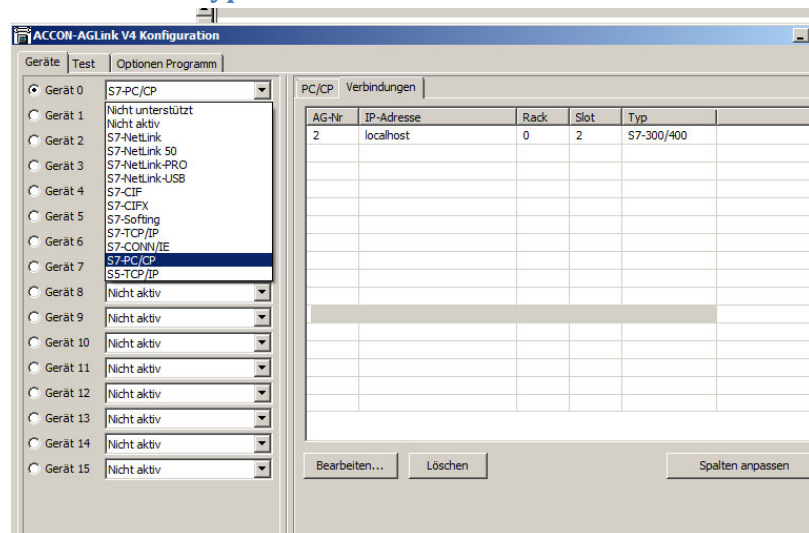 ACCON-AGLink V4 Konfiguration
Geräte Test Optionen Programm
Gerät 0 S7-PC/CP
Gerät 1
Gerät 2
Gerät 3
Gerät 4
Gerät 5
Gerät 6
Gerät 7
Nicht unterstützt
Nicht aktiv
S7-NetLink
S7-NetLink 50
S7-NetLink-PRO
S7-NetLink-USB
S7-CIF
S7-CIFX
S7-Softing
S7-TCP/IP
S7-CONN/IE
S7-PC/CP
S5-TCP/IP
Gerät 8 Nicht aktiv
Gerät 9 Nicht aktiv
Gerät 10 Nicht aktiv
Gerät 11 Nicht aktiv
Gerät 12 Nicht aktiv
Gerät 13 Nicht aktiv
Gerät 14 Nicht aktiv
Gerät 15 Nicht aktiv
PC/CP Verbindungen
AG-Nr IP-Adresse Rack Slot Typ
2 localhost 0 2 S7-300/400
Bearbeiten... Löschen Spalten anpassen